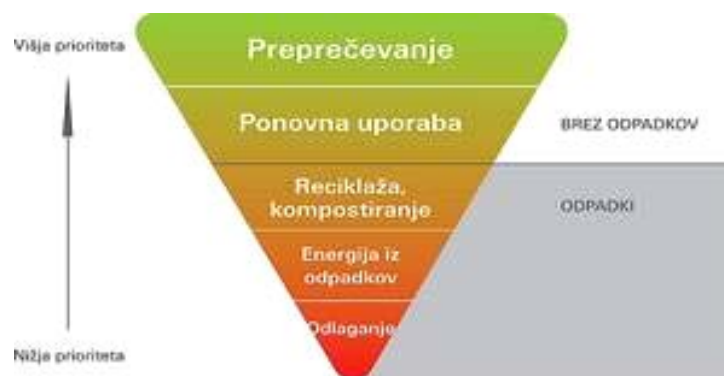 Višja prioriteta
Preprečevanje
Ponovna uporaba
BREZ ODPADKOV
Reciklaža,
kompostiranje
ODPADKI
Energija iz
odpadkov
Odlaganje
Nižja prioriteta